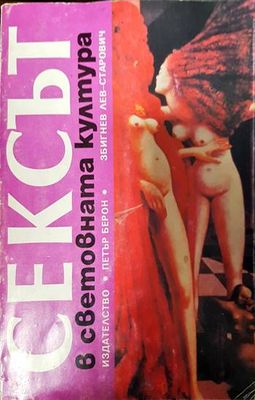 СЕКСЪТ
в световната култура
ЗБИГНЕВ ЛЕВ-СТАРОВИЧ
ИЗДАТЕЛСТВО • ПЕТЪР БЕРОН •